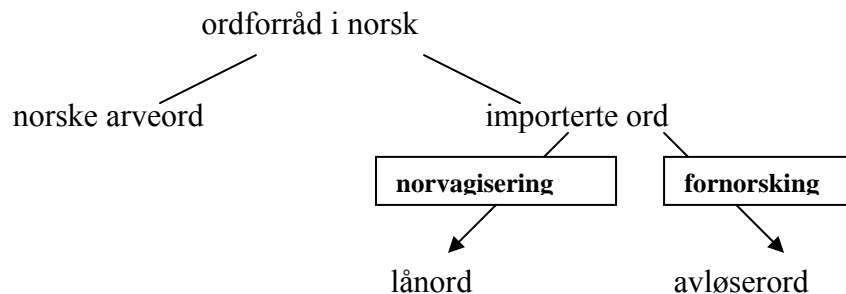 ordforråd i norsk
norske arveord importerte ord
norvagisering fornorsking
lånord avløserord